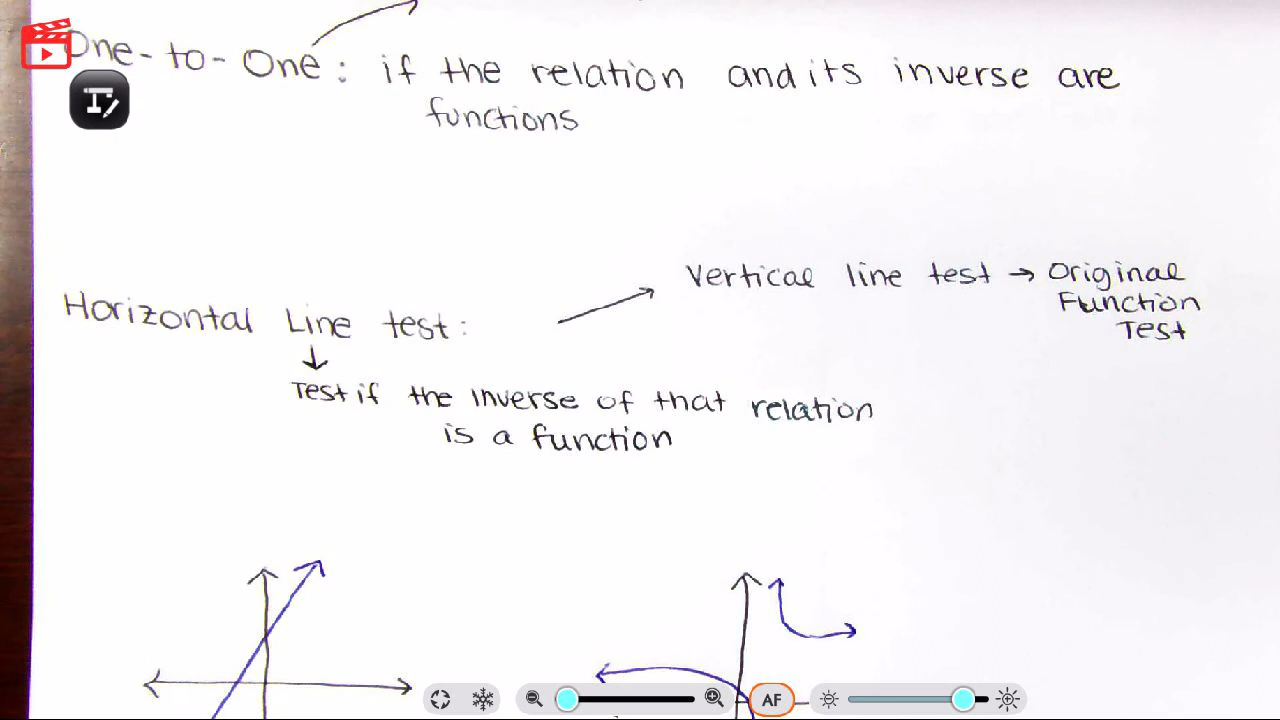 One-to-One: if the relation and its inverse are
functions
Vertical line test → Original
Function
Test
Horizontal Line test:
Test if the inverse of that relation
is a function
AF